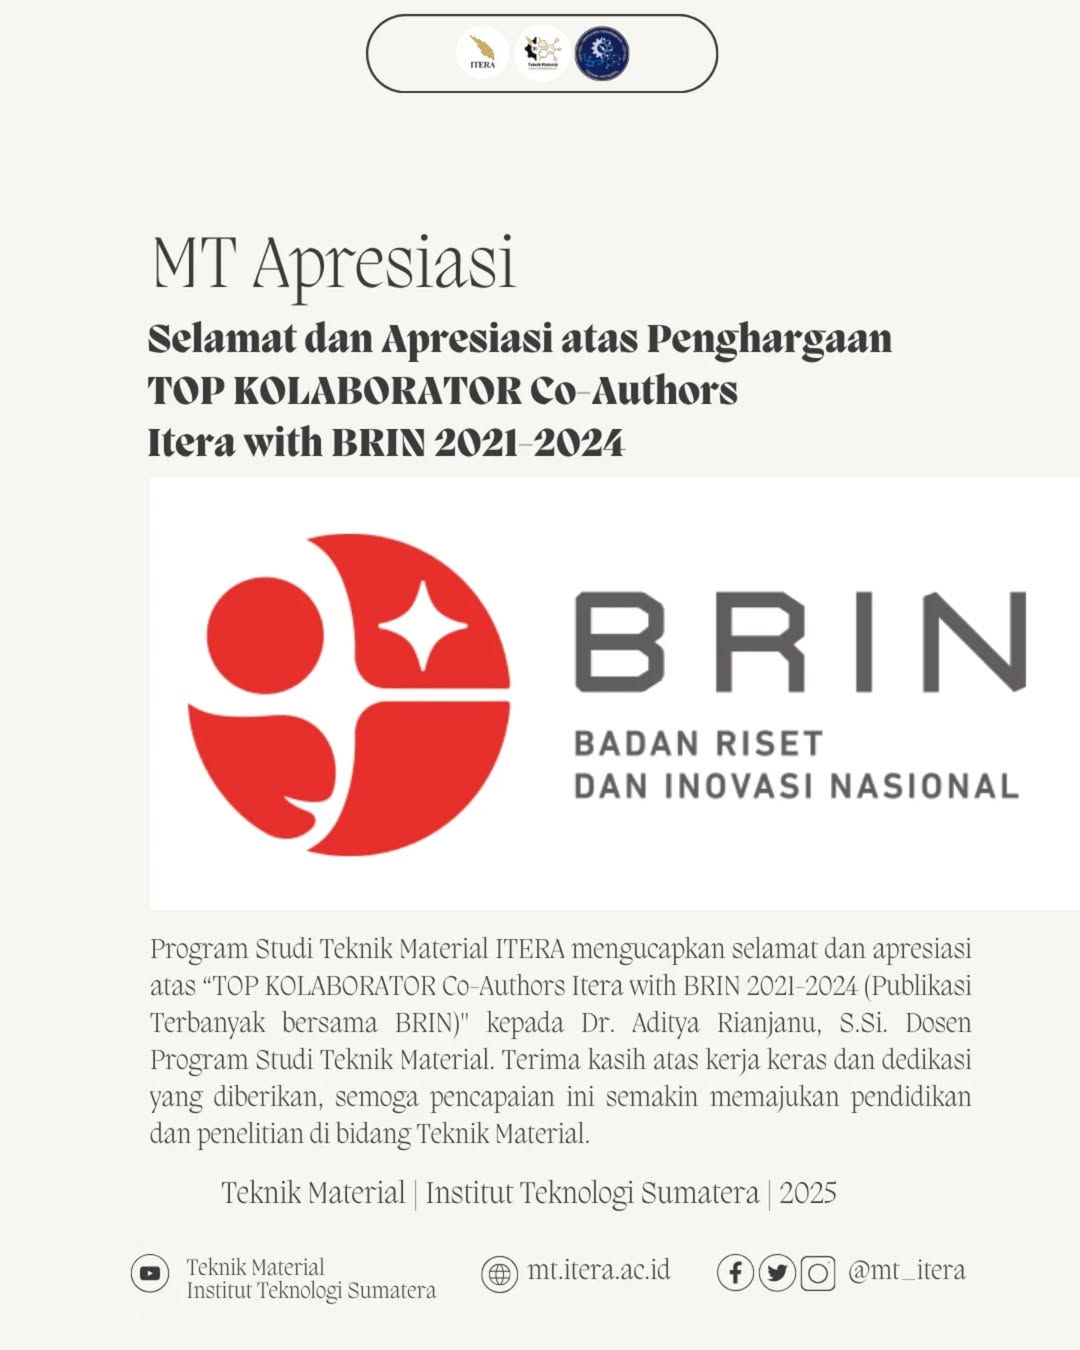 ITERA
Teknik Material
MT Apresiasi
Selamat dan Apresiasi atas Penghargaan
TOP KOLABORATOR Co-Authors
Itera with BRIN 2021-2024
BRIN
BADAN RISET
DAN INOVASI NASIONAL
Program Studi Teknik Material ITERA mengucapkan selamat dan apresiasi
atas “TOP KOLABORATOR Co-Authors Itera with BRIN 2021-2024 (Publikasi
Terbanyak bersama BRIN)" kepada Dr. Aditya Rianjanu, S.Si. Dosen
Program Studi Teknik Material. Terima kasih atas kerja keras dan dedikasi
yang diberikan, semoga pencapaian ini semakin memajukan pendidikan
dan penelitian di bidang Teknik Material.
Teknik Material | Institut Teknologi Sumatera | 2025
Teknik Material
Institut Teknologi Sumatera
mt.itera.ac.id
@mt_itera